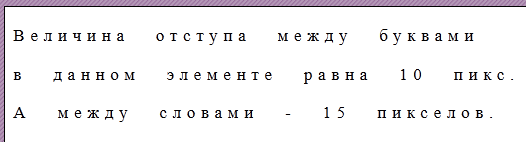 Величина отступа между буквами
в данном элементе равна 10 пикс.
А между словами - 15 пикселов.